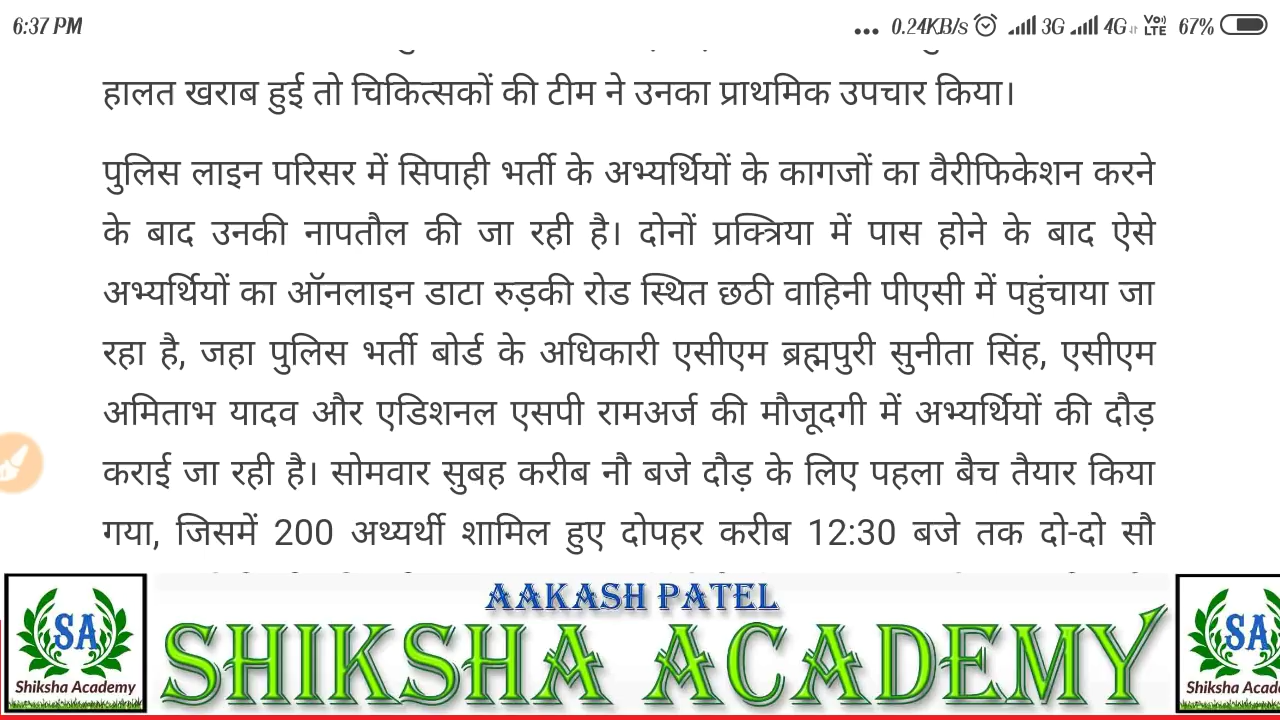 6:37 PM
... 0.24KB/s 3G 4G VoLTE 67%
हालत खराब हुई तो चिकित्सकों की टीम ने उनका प्राथमिक उपचार किया।
पुलिस लाइन परिसर में सिपाही भर्ती के अभ्यर्थियों के कागजों का वैरीफिकेशन करने
के बाद उनकी नापतौल की जा रही है। दोनों प्रक्त्रिया में पास होने के बाद ऐसे
अभ्यर्थियों का ऑनलाइन डाटा रुड़की रोड स्थित छठी वाहिनी पीएसी में पहुंचाया जा
रहा है, जहा पुलिस भर्ती बोर्ड के अधिकारी एसीएम ब्रह्मपुरी सुनीता सिंह, एसीएम
अमिताभ यादव और एडिशनल एसपी रामअर्ज की मौजूदगी में अभ्यर्थियों की दौड़
कराई जा रही है। सोमवार सुबह करीब नौ बजे दौड़ के लिए पहला बैच तैयार किया
गया, जिसमें 200 अथ्यर्थी शामिल हुए दोपहर करीब 12:30 बजे तक दो-दो सौ
AAKASH PATEL
SHIKSHA ACADEMY
SA
Shiksha Academy
SA
Shiksha Acad